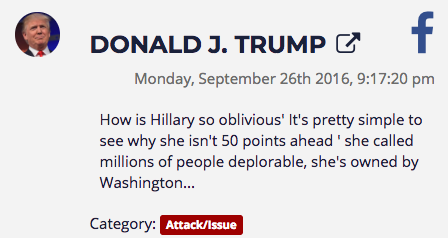 DONALD J. TRUMP
Monday, September 26th 2016, 9:17:20 pm
How is Hillary so oblivious' It's pretty simple to
see why she isn't 50 points ahead ' she called
millions of people deplorable, she's owned by
Washington...
Category: Attack/Issue